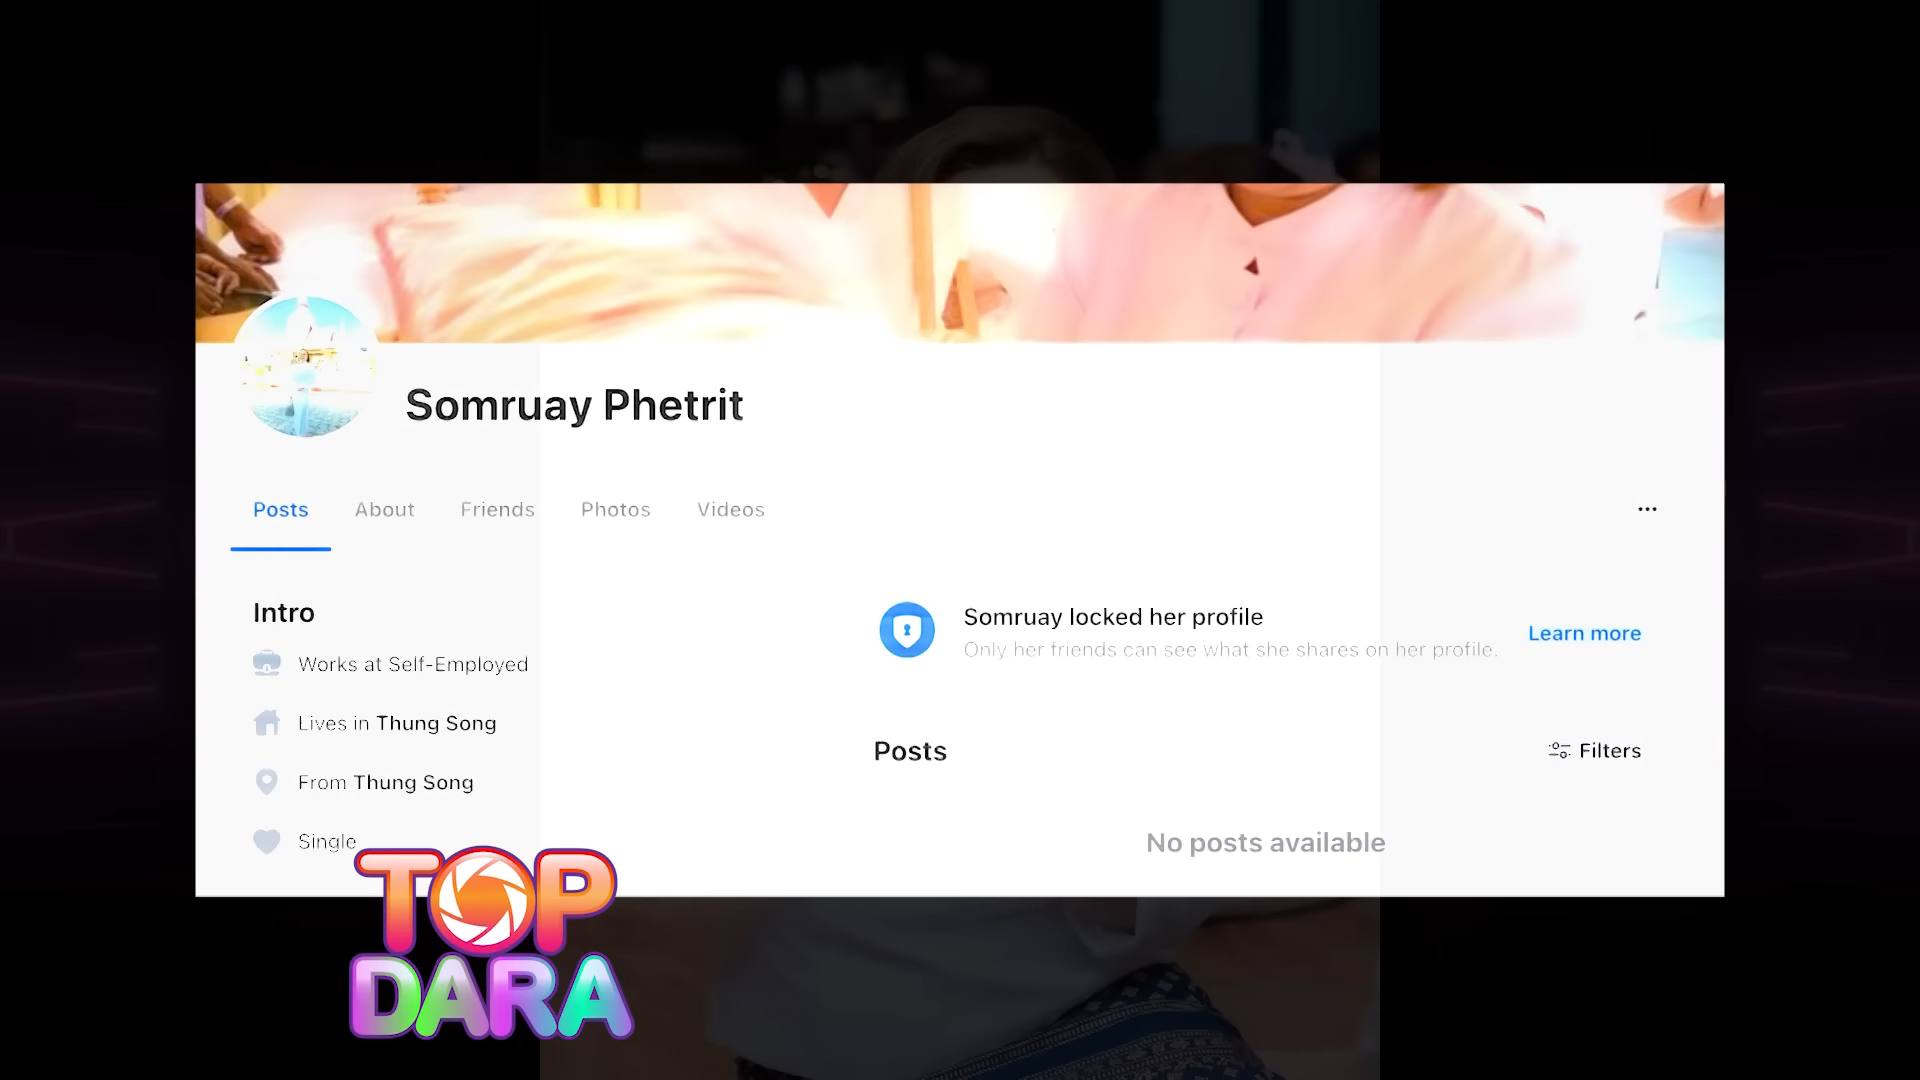 Somruay Phetrit
Posts About Friends Photos Videos
Intro
Works at Self-Employed
Lives in Thung Song
From Thung Song
Single
Somruay locked her profile
Only her friends can see what she shares on her profile.
Learn more
Posts
Filters
No posts available
TOP
DARA